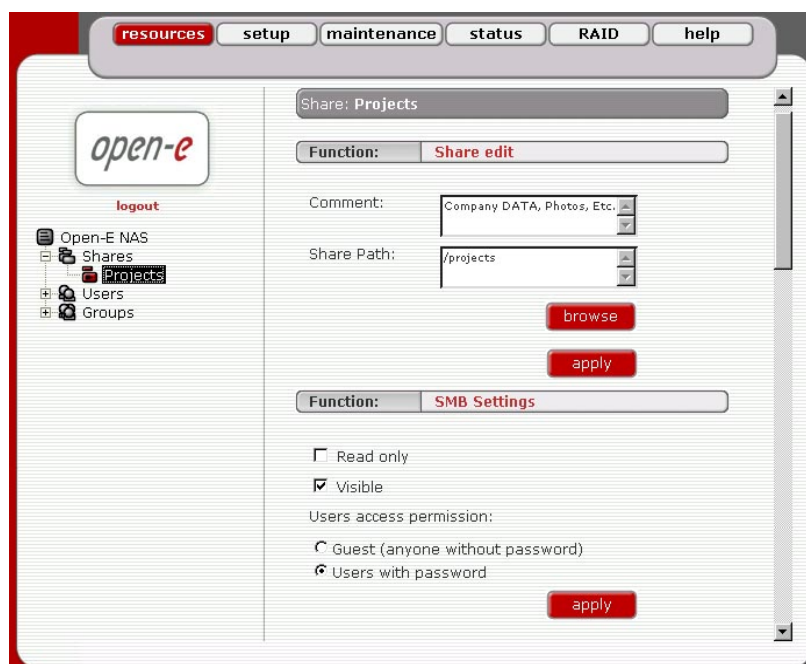 resources setup maintenance status RAID help
open-e
logout
Open-E NAS
Shares
Projects
Users
Groups
Share: Projects
Function: Share edit
Comment: Company DATA, Photos, Etc.
Share Path: /projects
browse
apply
Function: SMB Settings
Read only
Visible
Users access permission:
Guest (anyone without password)
Users with password
apply